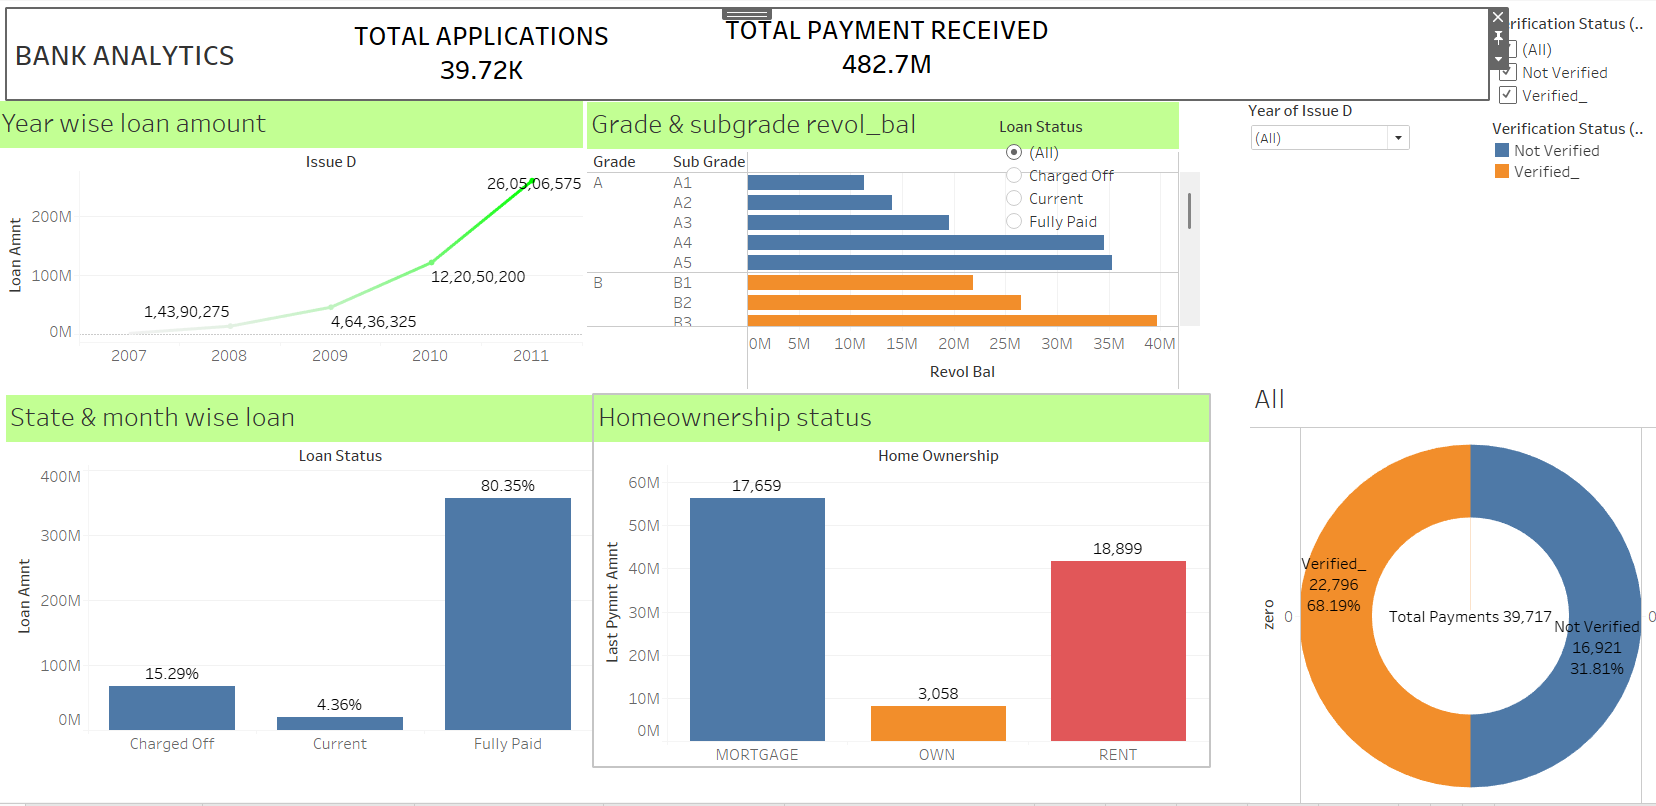 BANK ANALYTICS
TOTAL APPLICATIONS
39.72K
TOTAL PAYMENT RECEIVED
482.7M
erification Status (..
(All)
Not Verified
Verified_
Year of Issue D
(All)
Verification Status (..
Not Verified
Verified_
Year wise loan amount
Issue D
Loan Amnt
200M
100M
0M
1,43,90,275
4,64,36,325
12,20,50,200
26,05,06,575
2007 2008 2009 2010 2011
Grade & subgrade revol_bal
Loan Status
(All)
Charged Off
Current
Fully Paid
Grade Sub Grade
A A1
A2
A3
A4
A5
B B1
B2
B3
0M 5M 10M 15M 20M 25M 30M 35M 40M
Revol Bal
State & month wise loan
Loan Status
Loan Amnt
400M
300M
200M
100M
0M
15.29%
4.36%
80.35%
Charged Off Current Fully Paid
Homeownership status
Home Ownership
Last Pymnt Amnt
60M
50M
40M
30M
20M
10M
0M
17,659
3,058
18,899
MORTGAGE OWN RENT
All
zero
0
Verified_
22,796
68.19%
Total Payments 39,717
Not Verified
16,921
31.81%
0